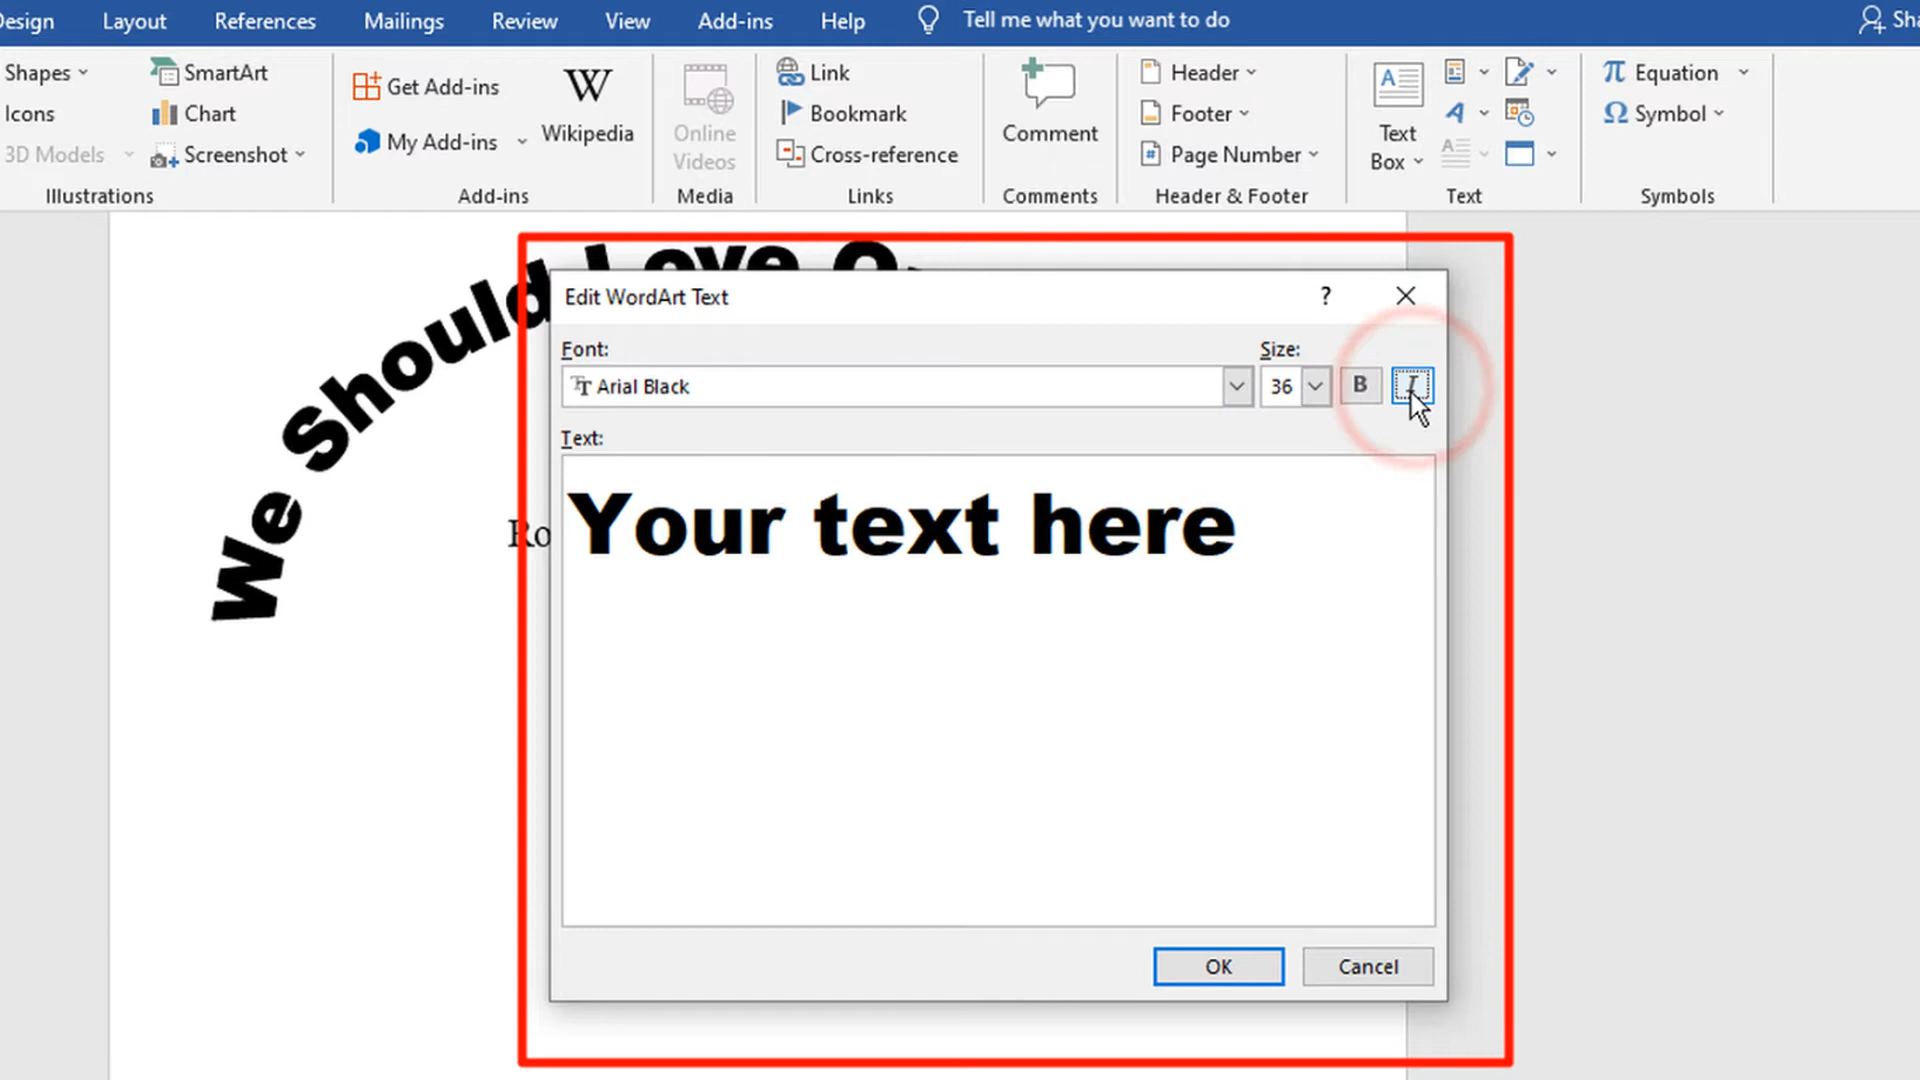 Layout References Mailings Review View Add-ins Help Tell me what you want to do
Shapes SmartArt
Icons Chart
3D Models Screenshot
Illustrations
Get Add-ins
My Add-ins
Wikipedia
Add-ins
Online
Videos
Media
Link
Bookmark
Cross-reference
Links
Comment
Comments
Header
Footer
Page Number
Header & Footer
Text
Box
Text
Equation
Symbol
Symbols
We Should Love
Edit WordArt Text ?
Font: Size:
Arial Black 36 B I
Text:
Your text here
Ro
OK Cancel